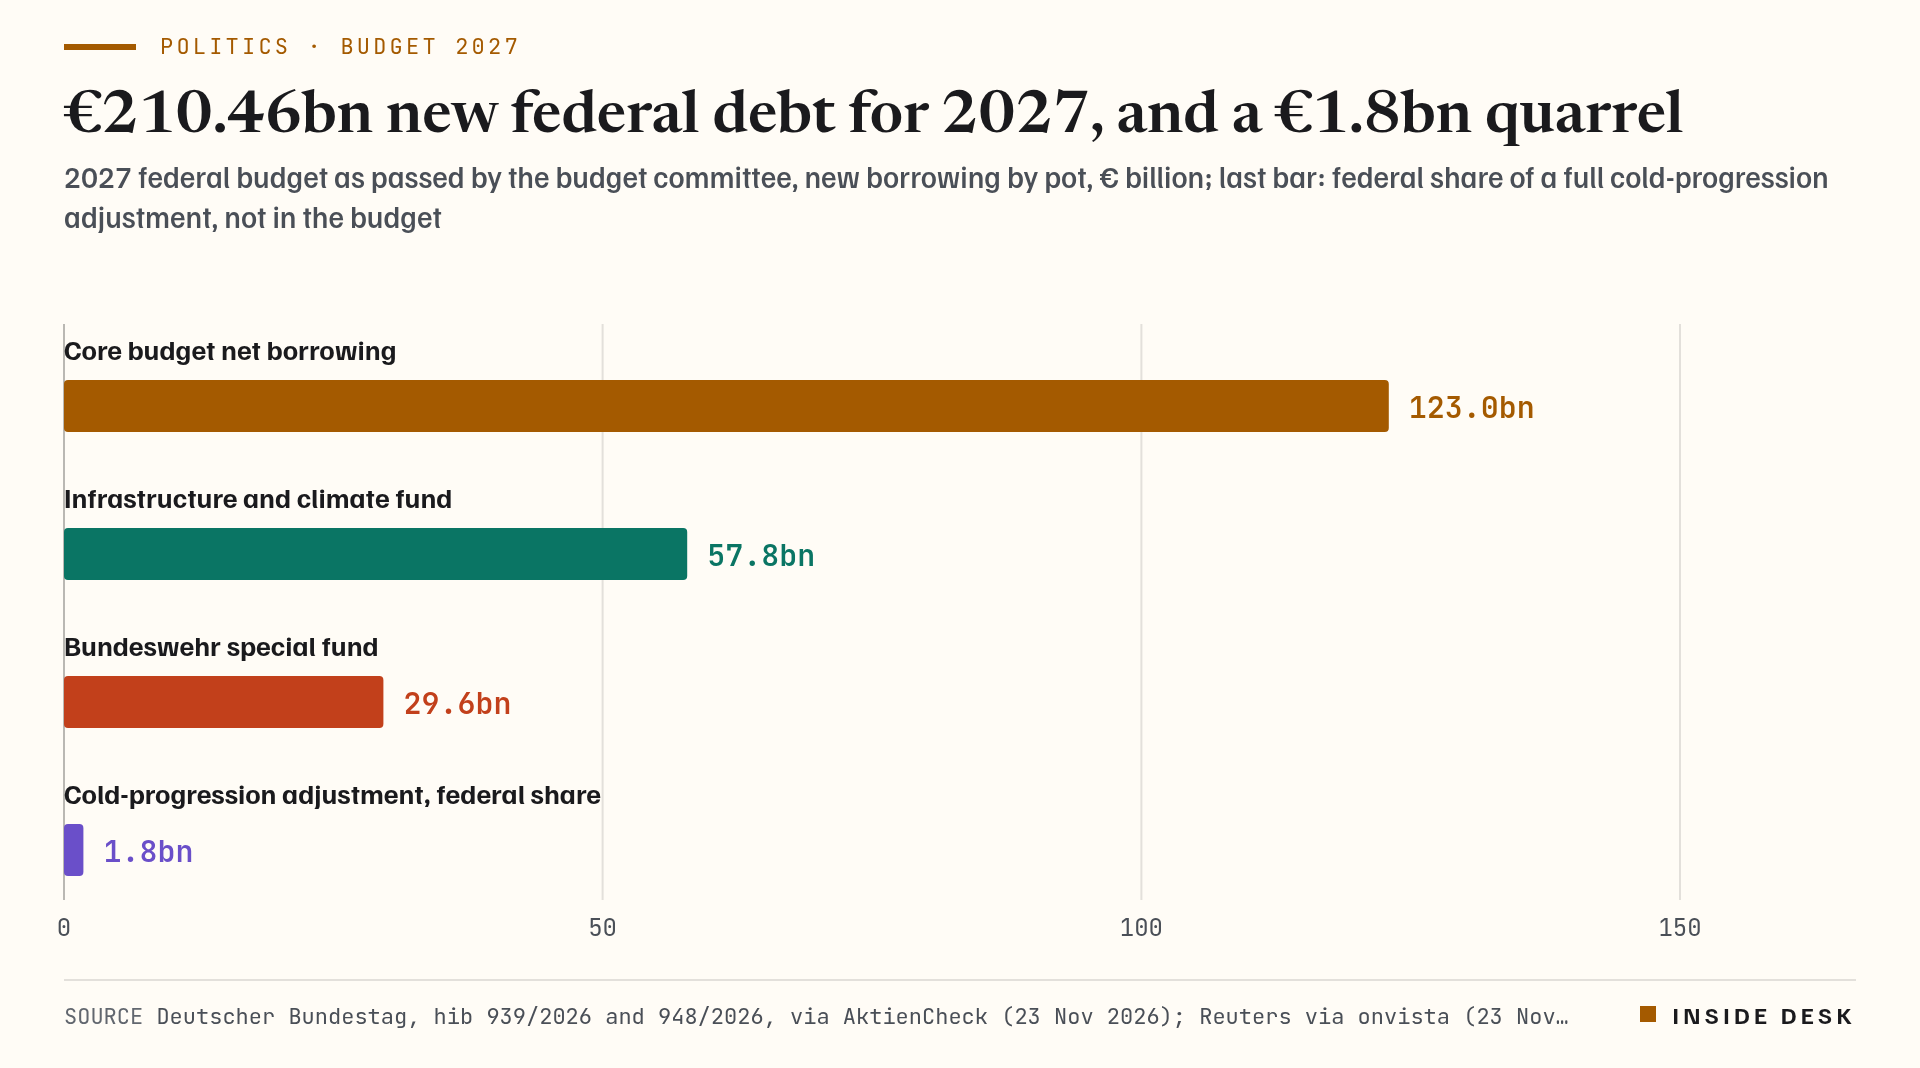 POLITICS · BUDGET 2027
€210.46bn new federal debt for 2027, and a €1.8bn quarrel
2027 federal budget as passed by the budget committee, new borrowing by pot, € billion; last bar: federal share of a full cold-progression
adjustment, not in the budget
Core budget net borrowing
123.0bn
Infrastructure and climate fund
57.8bn
Bundeswehr special fund
29.6bn
Cold-progression adjustment, federal share
1.8bn
0 50 100 150
SOURCE Deutscher Bundestag, hib 939/2026 and 948/2026, via AktienCheck (23 Nov 2026); Reuters via onvista (23 Nov…
INSIDE DESK